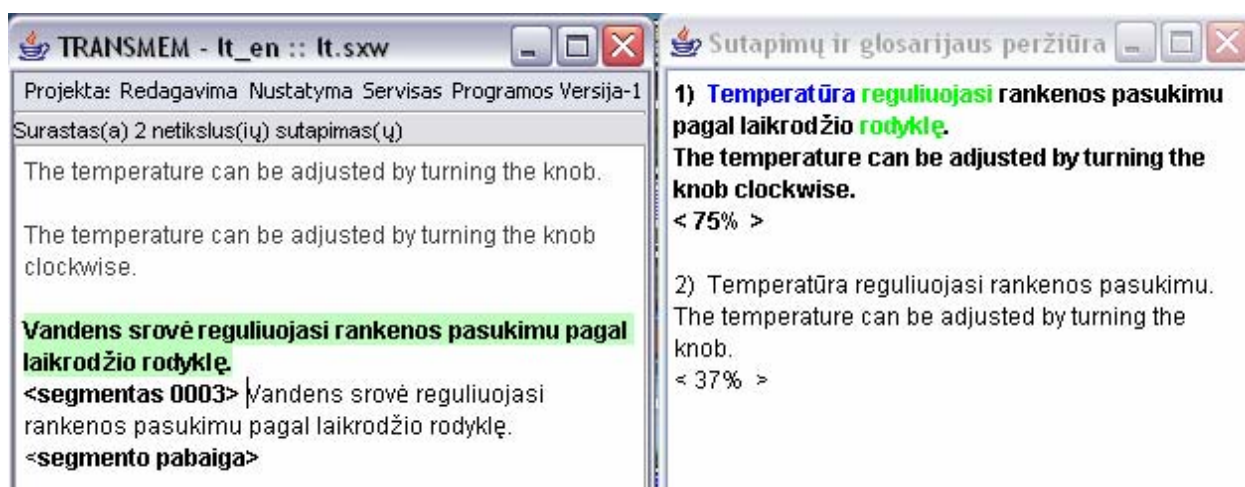 TRANSMEM - lt_en :: lt.sxw
Projektas Redagavima Nustatyma Servisas Programos Versija-1
Surastas(a) 2 netikslus(ių) sutapimas(ų)
The temperature can be adjusted by turning the knob.
The temperature can be adjusted by turning the knob
clockwise.
Vandens srovė reguliuojasi rankenos pasukimu pagal
laikrodžio rodyklę.
<segmentas 0003> Vandens srovė reguliuojasi
rankenos pasukimu pagal laikrodžio rodyklę.
<segmento pabaiga>
Sutapimų ir glosarijaus peržiūra
1) Temperatūra reguliuojasi rankenos pasukimu
pagal laikrodžio rodyklę.
The temperature can be adjusted by turning the
knob clockwise.
< 75% >
2) Temperatūra reguliuojasi rankenos pasukimu.
The temperature can be adjusted by turning the
knob.
< 37% >